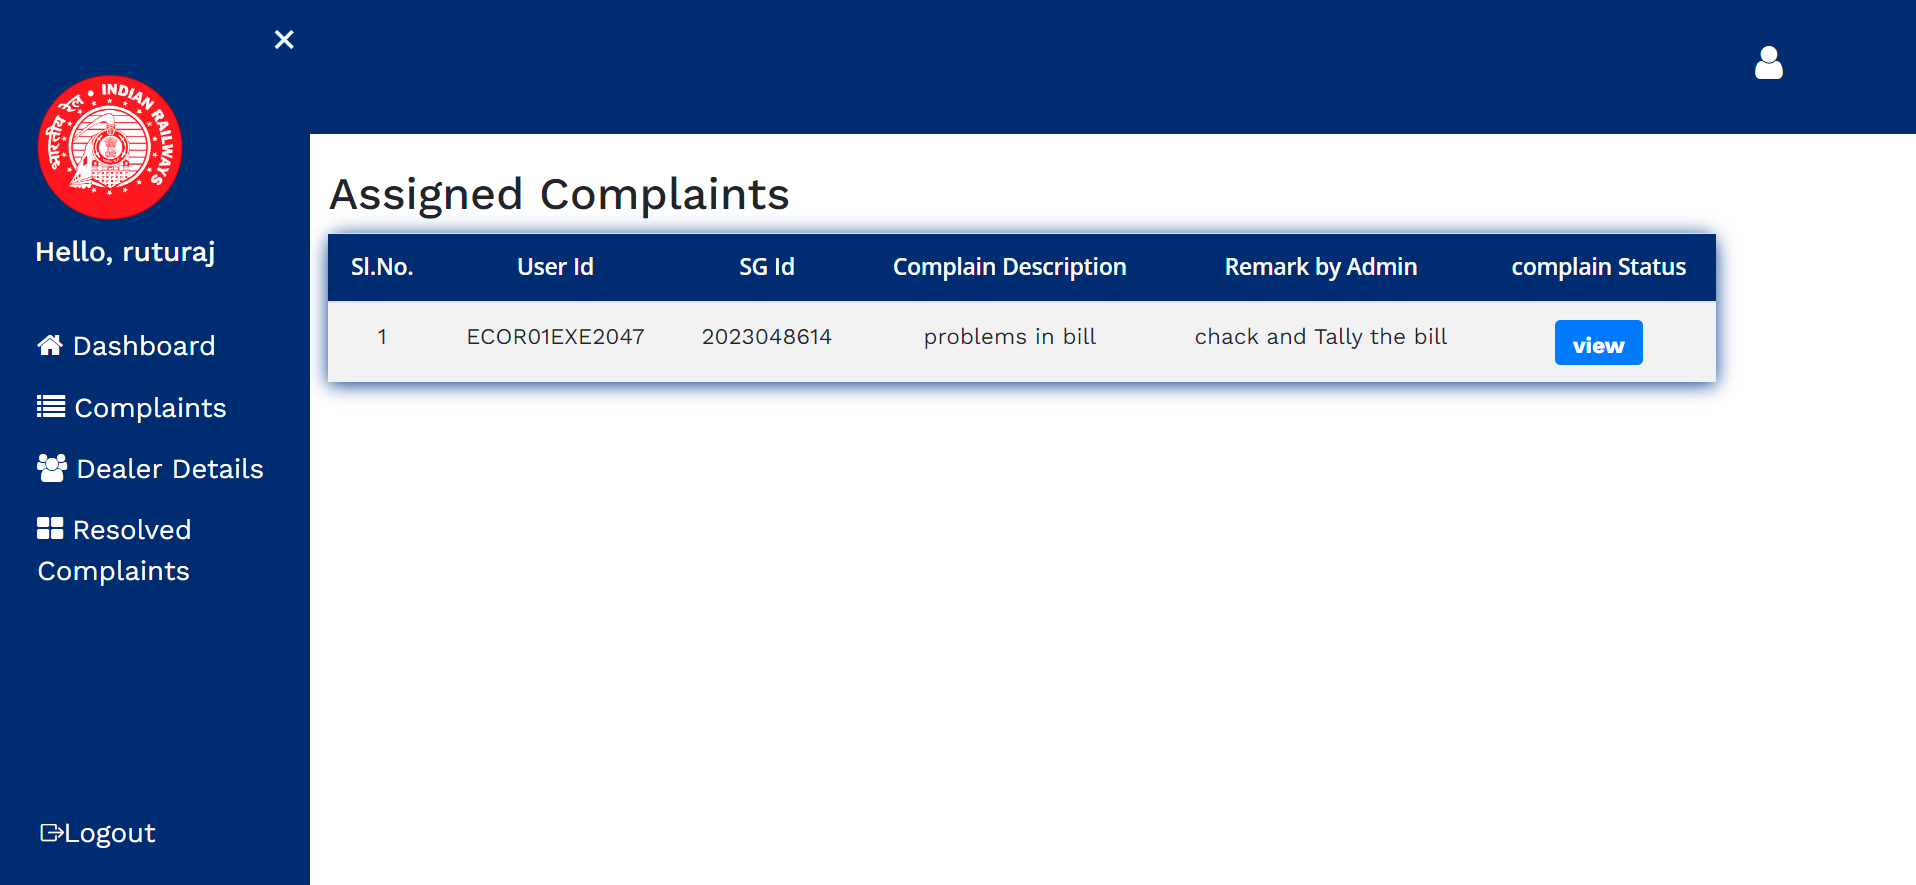 भारतीय रेल • INDIAN RAILWAYS
Hello, ruturaj
Dashboard
Complaints
Dealer Details
Resolved
Complaints
Logout
Assigned Complaints
Sl.No. User Id SG Id Complain Description Remark by Admin complain Status
1 ECOR01EXE2047 2023048614 problems in bill chack and Tally the bill view